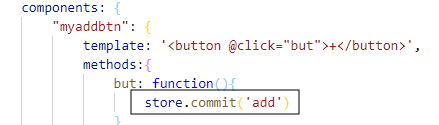 components: {
"myaddbtn": {
template: '<button @click="but">+</button>',
methods:{
but: function(){
store.commit('add')
}